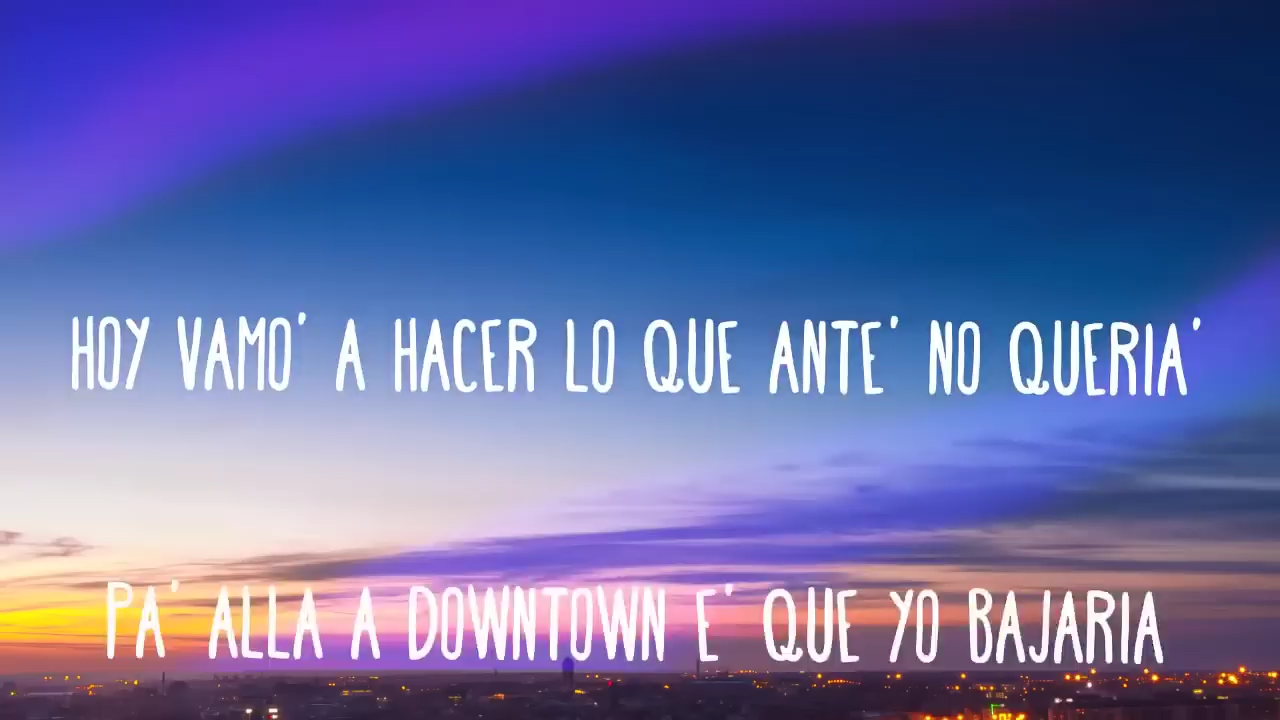 HOY VAMO' A HACER LO QUE ANTE' NO QUERIA'
PA' ALLA A DOWNTOWN E' QUE YO BAJARIA